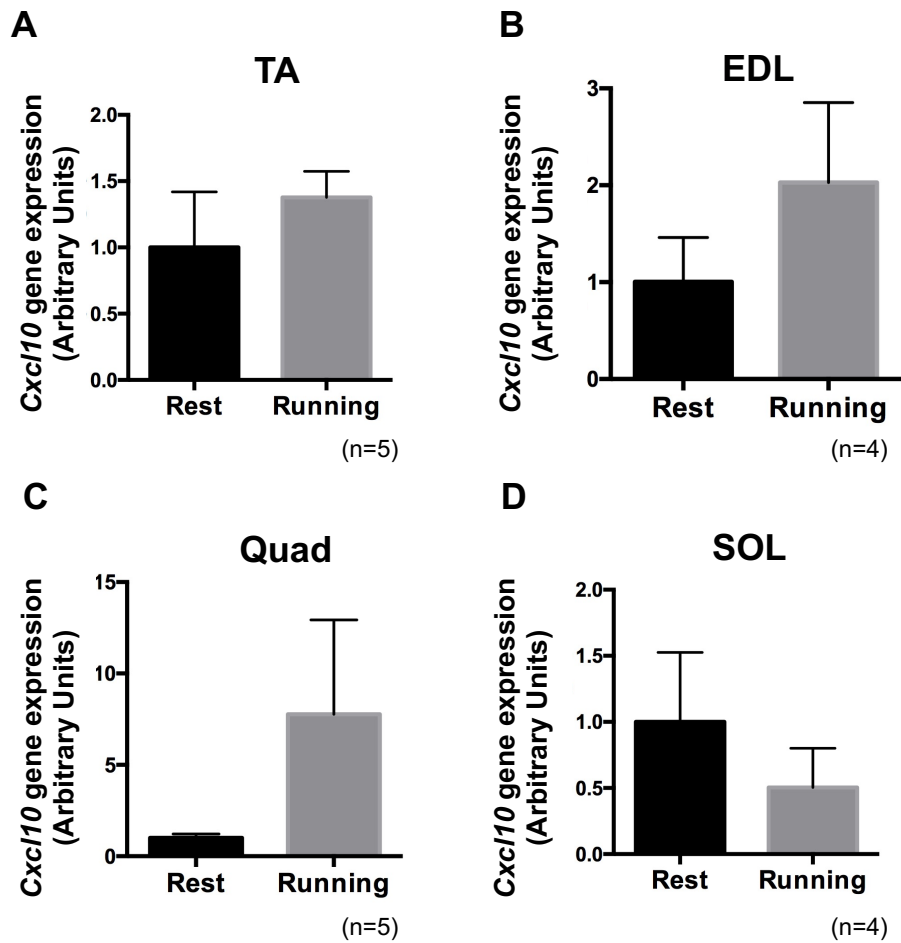 A
TA
Cxcl10 gene expression
(Arbitrary Units)
2.0
1.5
1.0
0.5
0.0
Rest Running
(n=5)
B
EDL
Cxcl10 gene expression
(Arbitrary Units)
3
2
1
0
Rest Running
(n=4)
C
Quad
Cxcl10 gene expression
(Arbitrary Units)
15
10
5
0
Rest Running
(n=5)
D
SOL
Cxcl10 gene expression
(Arbitrary Units)
2.0
1.5
1.0
0.5
0.0
Rest Running
(n=4)